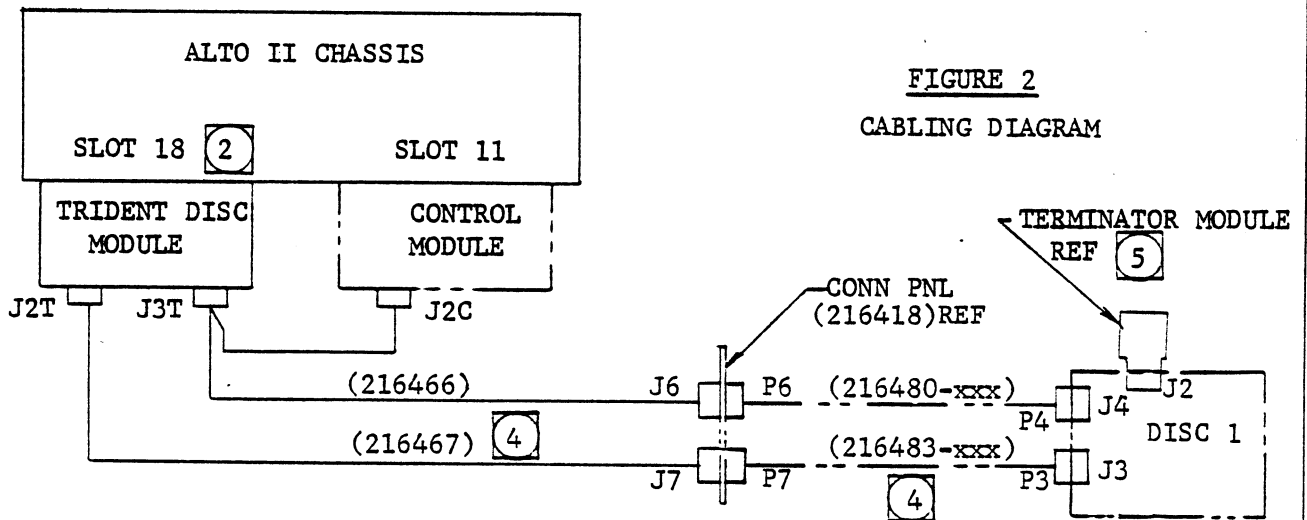 ALTO II CHASSIS
FIGURE 2
CABLING DIAGRAM
SLOT 18 2 SLOT 11
TRIDENT DISC
MODULE
CONTROL
MODULE
TERMINATOR MODULE
REF 5
J2T J3T J2C
CONN PNL
(216418)REF
(216466) J6 P6 (216480-xxx) P4 J4 J2
DISC 1
(216467) 4 J7 P7 (216483-xxx) P3 J3
4